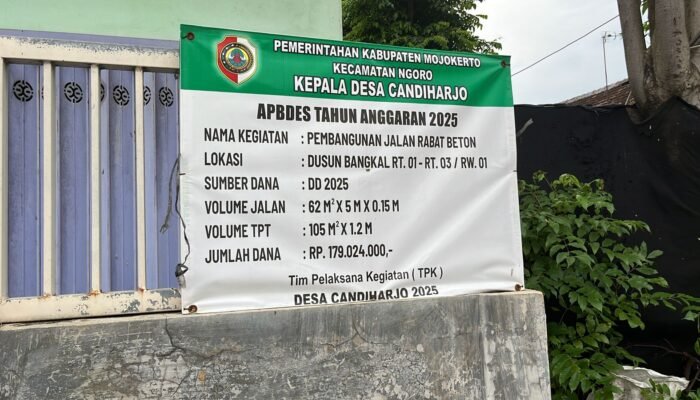 PEMERINTAHAN KABUPATEN MOJOKERTO
KECAMATAN NGORO
KEPALA DESA CANDIHARJO
APBDES TAHUN ANGGARAN 2025
NAMA KEGIATAN : PEMBANGUNAN JALAN RABAT BETON
LOKASI : DUSUN BANGKAL RT. 01 - RT. 03 / RW. 01
SUMBER DANA : DD 2025
VOLUME JALAN : 62 M² X 5 M X 0.15 M
VOLUME TPT : 105 M² X 1.2 M
JUMLAH DANA : RP. 179.024.000,-
Tim Pelaksana Kegiatan ( TPK )
DESA CANDIHARJO 2025